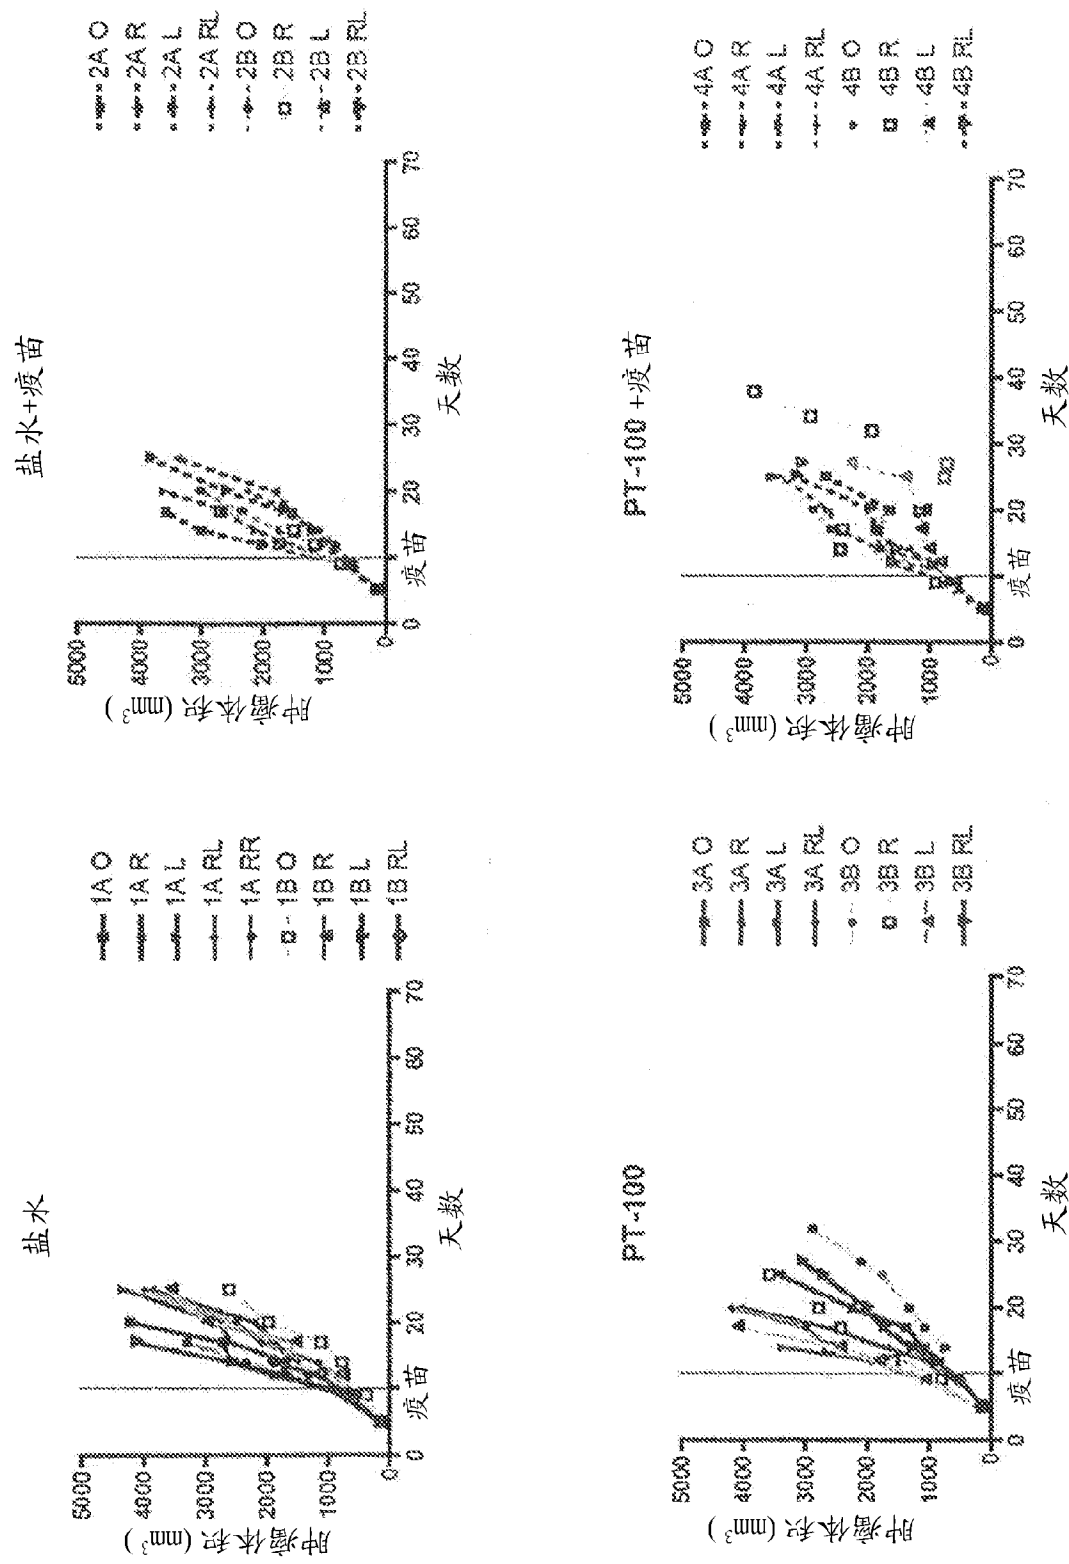 盐水
5000
4000
3000
2000
1000
0
肿瘤体积 (mm³)
0
10
20
30
40
50
60
70
疫苗
天数
1A O
1A R
1A L
1A RL
1A RR
1B O
1B R
1B L
1B RL
盐水+疫苗
5000
4000
3000
2000
1000
0
肿瘤体积 (mm³)
0
20
30
40
50
60
70
疫苗
天数
2A O
2A R
2A L
2A RL
2B O
2B R
2B L
2B RL
PT-100
5000
4000
3000
2000
1000
0
肿瘤体积 (mm³)
0
20
30
40
50
60
70
疫苗
天数
3A O
3A R
3A L
3A RL
3B O
3B R
3B L
3B RL
PT-100 +疫苗
5000
4000
3000
2000
1000
0
肿瘤体积 (mm³)
0
20
30
40
50
60
70
疫苗
天数
4A O
4A R
4A L
4A RL
4B O
4B R
4B L
4B RL